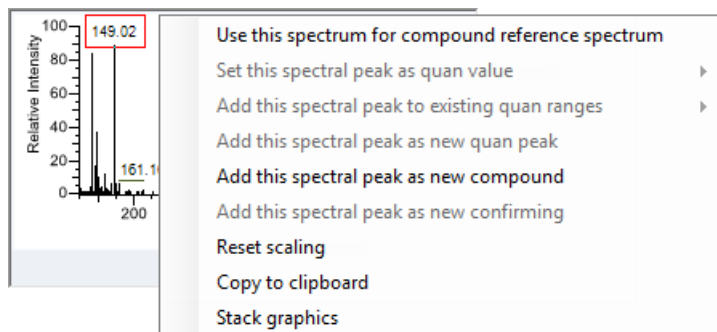 Relative Intensity
100
80
60
40
20
0
149.02
161.1
200
Use this spectrum for compound reference spectrum
Set this spectral peak as quan value
Add this spectral peak to existing quan ranges
Add this spectral peak as new quan peak
Add this spectral peak as new compound
Add this spectral peak as new confirming
Reset scaling
Copy to clipboard
Stack graphics